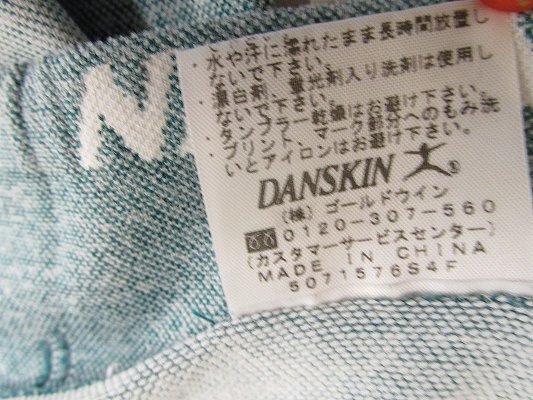 ・水や汗に濡れたまま長時間放置し
ないで下さい。
・漂白剤、蛍光剤入り洗剤は使用し
ないで下さい。
・タンブラー乾燥はお避け下さい。
・プリント、マーク部分へのもみ洗
いとアイロンはお避け下さい。
DANSKIN
(株)ゴールドウイン
0120-307-560
(カスタマーサービスセンター)
MADE IN CHINA
5071576S4F